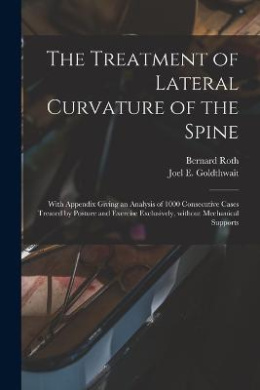 The Treatment of
Lateral
Curvature of the
Spine
With Appendix Giving an Analysis of 1000 Consecutive Cases
Treated by Posture and Exercise Exclusively, without Mechanical
Supports
Bernard Roth
Joel E. Goldthwait